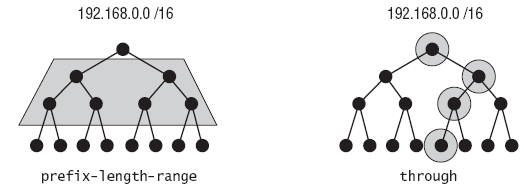 192.168.0.0 /16
192.168.0.0 /16
prefix-length-range
through